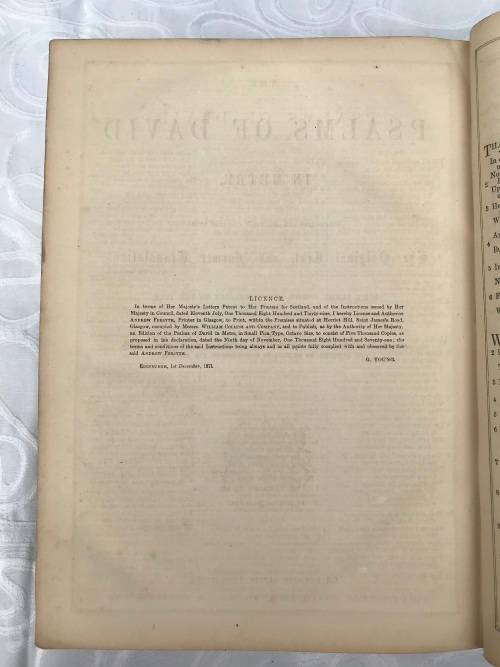 LICENCE.
In terms of Her Majesty's Letters Patent to Her Printers for Scotland, and of the Instructions issued by Her
Majesty in Council, dated Eleventh July, One Thousand Eight Hundred and Thirty-nine, I hereby License and Authorise
ANDREW FORSYTH, Printer in Glasgow, to Print, within the Premises situated at Herriot Hill, Saint James's Road,
Glasgow, occupied by Messrs. WILLIAM COLLINS AND COMPANY, and to Publish, as by the Authority of Her Majesty,
an Edition of the Psalms of David in Metre, in Small Pica Type, Octavo Size, to consist of Five Thousand Copies, as
proposed in his declaration, dated the Ninth day of November, One Thousand Eight Hundred and Seventy-one; the
terms and conditions of the said Instructions being always and in all points fully complied with and observed by the
said ANDREW FORSYTH.
G. YOUNG.
EDINBURGH, 1st December, 1871.
THE
PSALMS OF DAVID
IN METRE.